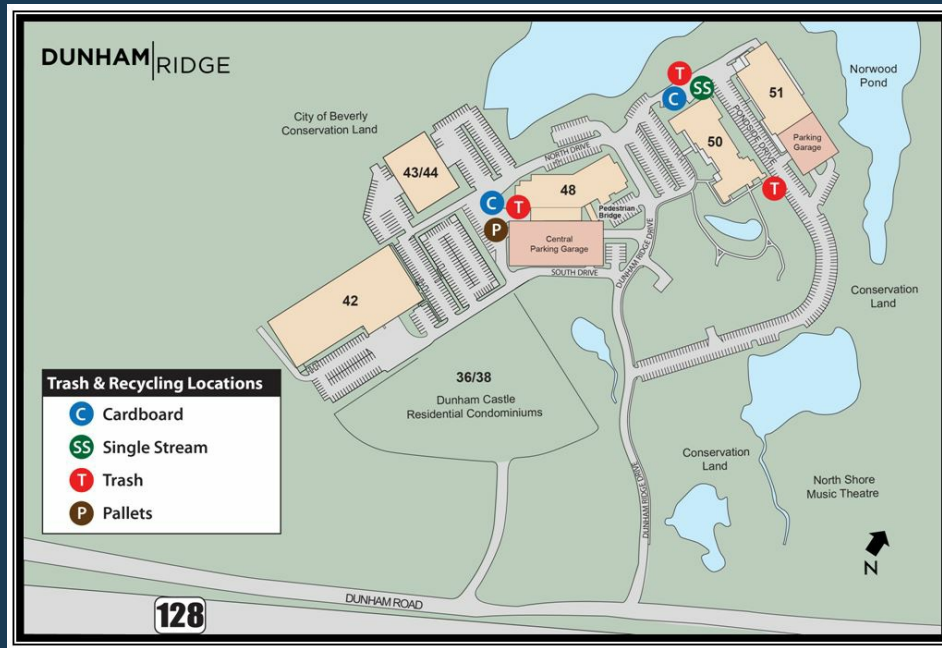 DUNHAM RIDGE
City of Beverly
Conservation Land
43/44
42
C
T
P
48
NORTH DRIVE
Pedestrian
Bridge
Central
Parking Garage
SOUTH DRIVE
DUNHAM RIDGE DRIVE
T
SS
C
50
PONDSIDE DRIVE
51
Parking
Garage
T
Norwood
Pond
Conservation
Land
36/38
Dunham Castle
Residential Condominiums
Trash & Recycling Locations
C Cardboard
SS Single Stream
T Trash
P Pallets
Conservation
Land
DUNHAM RIDGE DRIVE
North Shore
Music Theatre
N
DUNHAM ROAD
128